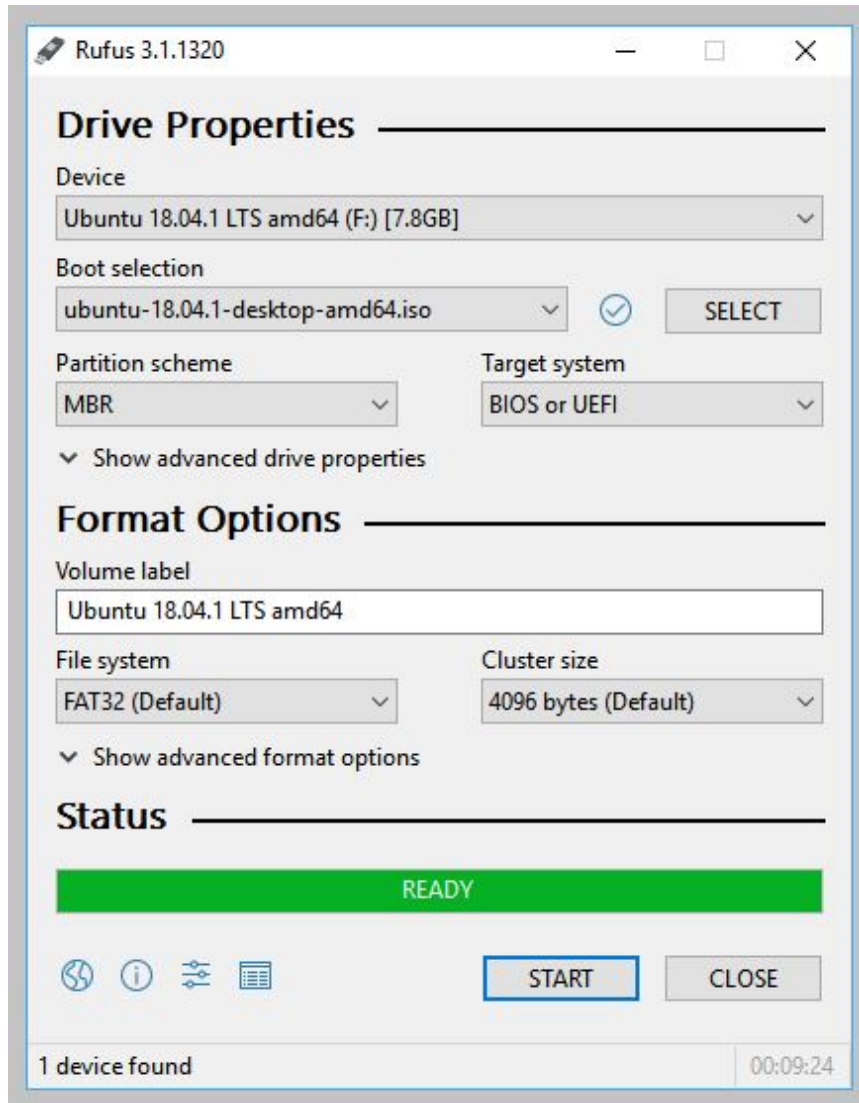 Rufus 3.1.1320
Drive Properties
Device
Ubuntu 18.04.1 LTS amd64 (F:) [7.8GB]
Boot selection
ubuntu-18.04.1-desktop-amd64.iso
SELECT
Partition scheme
Target system
MBR
BIOS or UEFI
Show advanced drive properties
Format Options
Volume label
Ubuntu 18.04.1 LTS amd64
File system
Cluster size
FAT32 (Default)
4096 bytes (Default)
Show advanced format options
Status
READY
START
CLOSE
1 device found
00:09:24